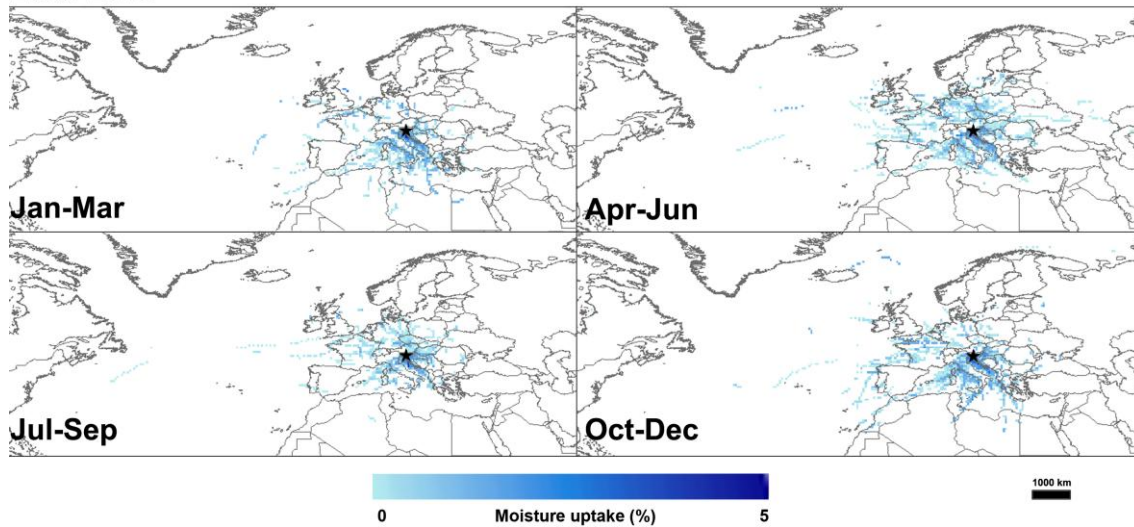 Jan-Mar
Apr-Jun
Jul-Sep
Oct-Dec
0 Moisture uptake (%) 5
1000 km